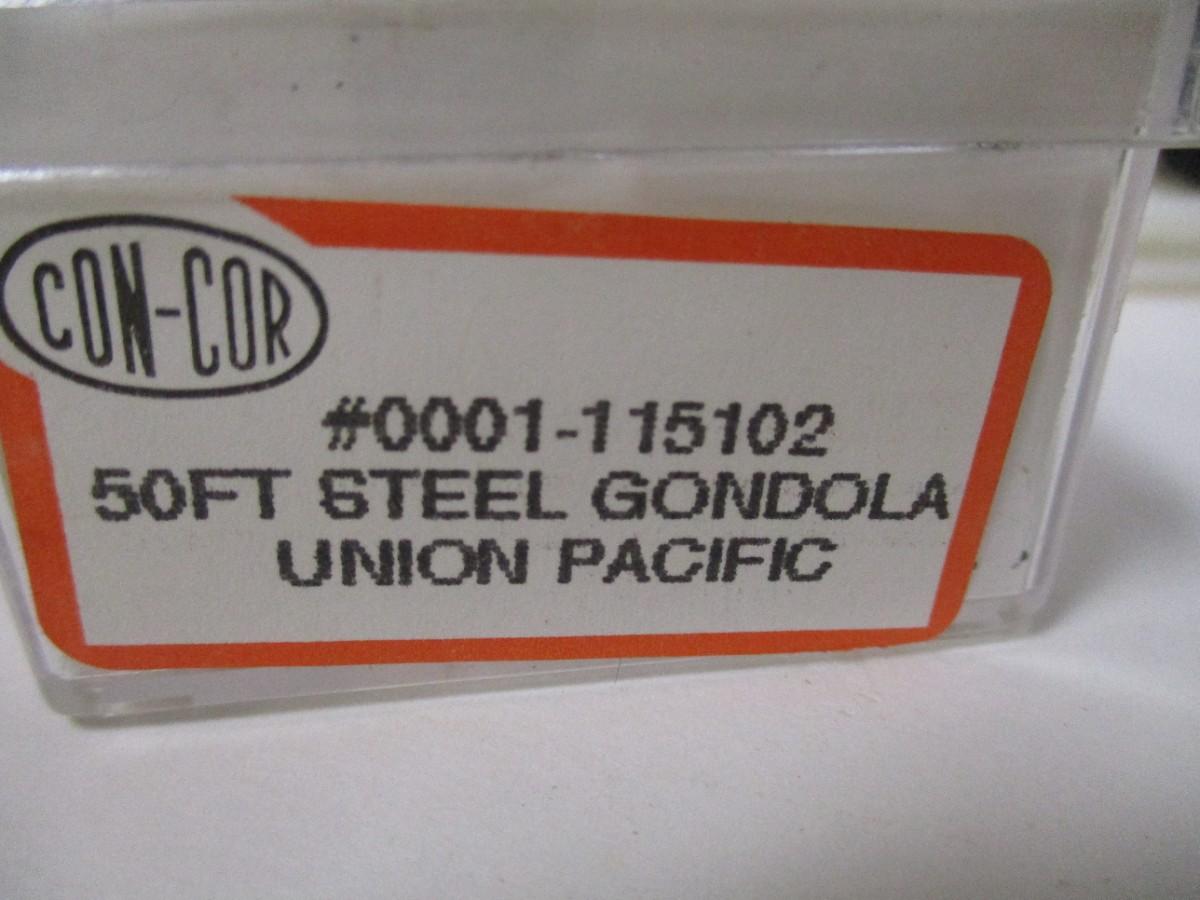 CON-COR
#0001-115102
50FT STEEL GONDOLA
UNION PACIFIC